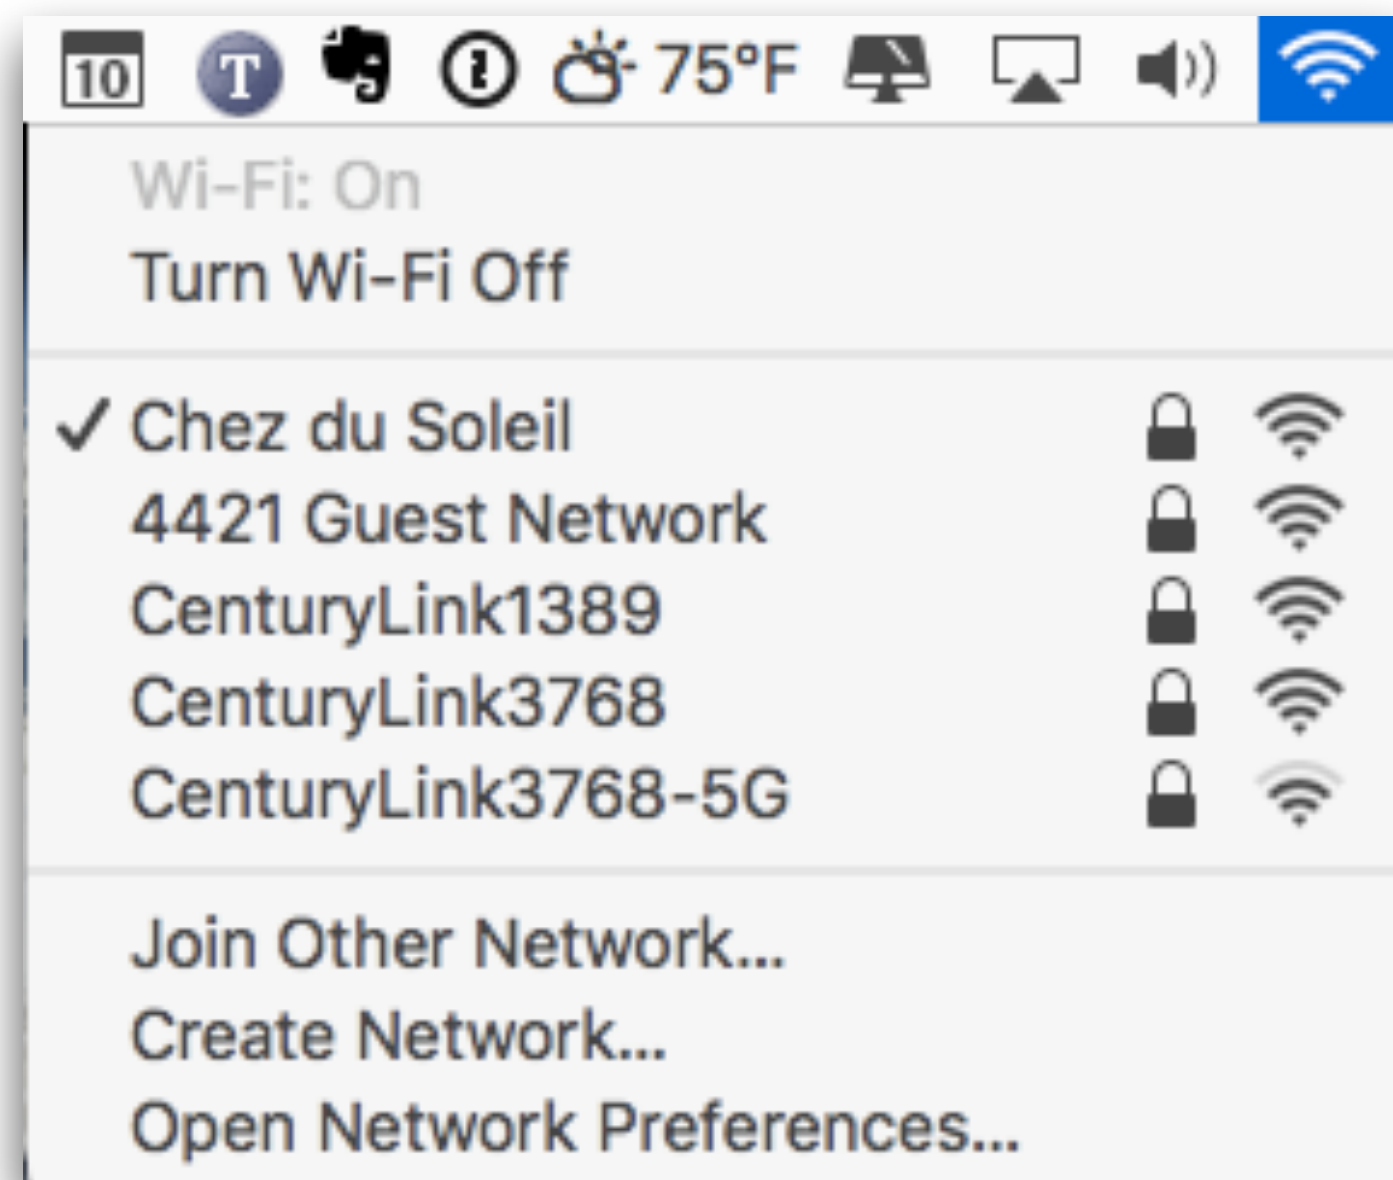 10 T 75°F
Wi-Fi: On
Turn Wi-Fi Off
Chez du Soleil
4421 Guest Network
CenturyLink1389
CenturyLink3768
CenturyLink3768-5G
Join Other Network...
Create Network...
Open Network Preferences...